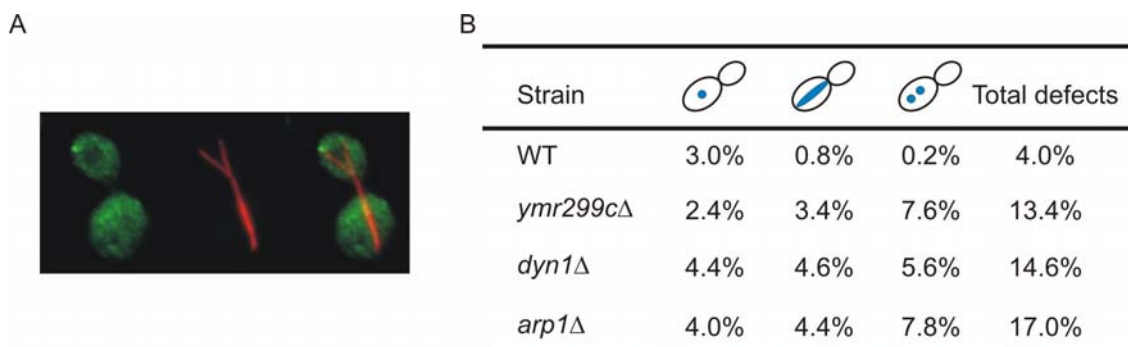 A
B
Strain Total defects
WT 3.0% 0.8% 0.2% 4.0%
ymr299cΔ 2.4% 3.4% 7.6% 13.4%
dyn1Δ 4.4% 4.6% 5.6% 14.6%
arp1Δ 4.0% 4.4% 7.8% 17.0%